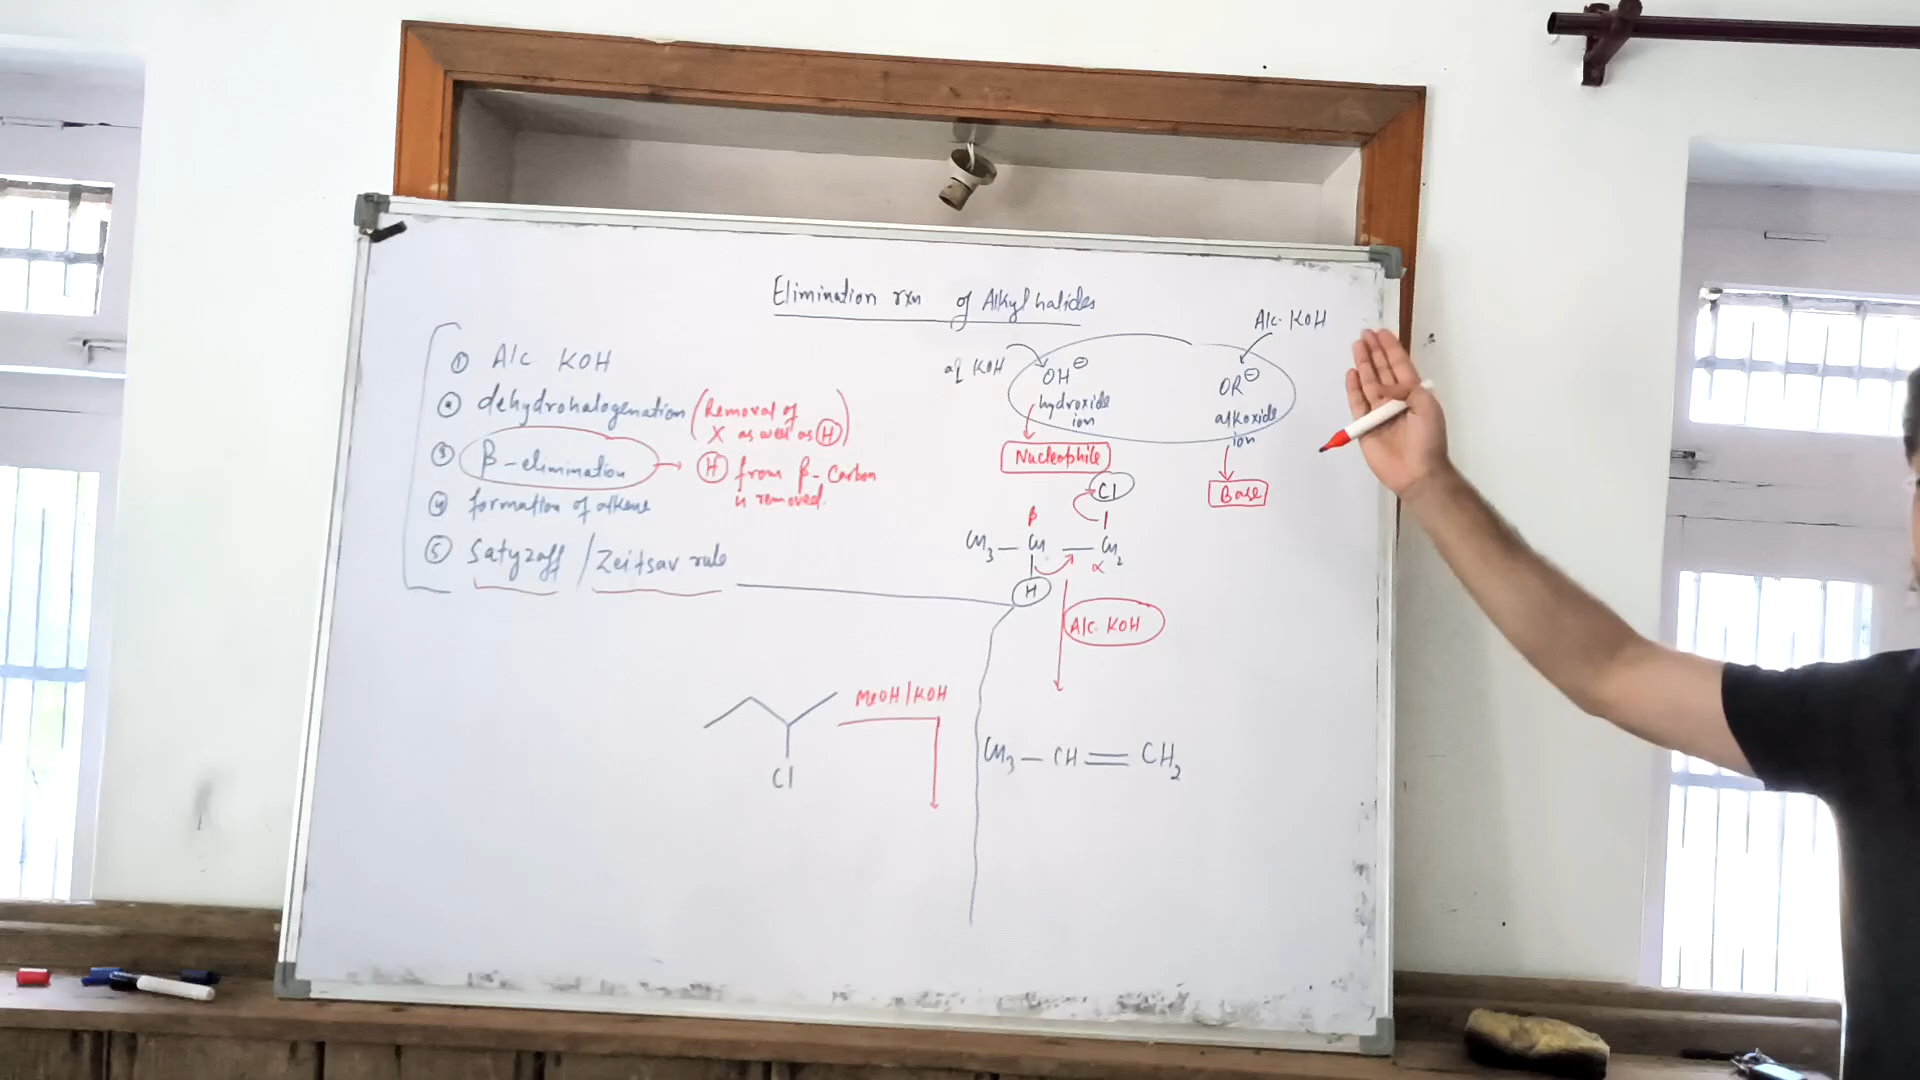 Elimination rxn of Alkyl halides
① Alc KOH
② dehydrohalogenation (Removal of X as well as H)
③ β-elimination → H from β-Carbon is removed.
④ formation of alkene
⑤ Satyzaff / Zeitsav rule
aq KOH
OH⊖
hydroxide ion
Nucleophile
Alc. KOH
OR⊖
alkoxide ion
Base
Cl
β
CH3 — CH — CH2
α
H
Alc. KOH
CH3 — CH = CH2
MeOH/KOH
Cl